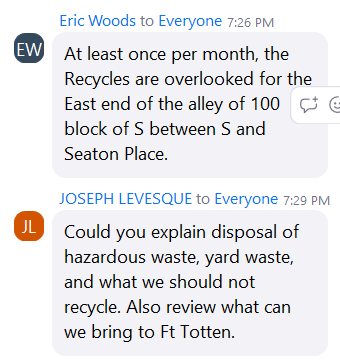 Eric Woods to Everyone 7:26 PM
EW
At least once per month, the
Recycles are overlooked for the
East end of the alley of 100
block of S between S and
Seaton Place.
JOSEPH LEVESQUE to Everyone 7:29 PM
JL
Could you explain disposal of
hazardous waste, yard waste,
and what we should not
recycle. Also review what can
we bring to Ft Totten.